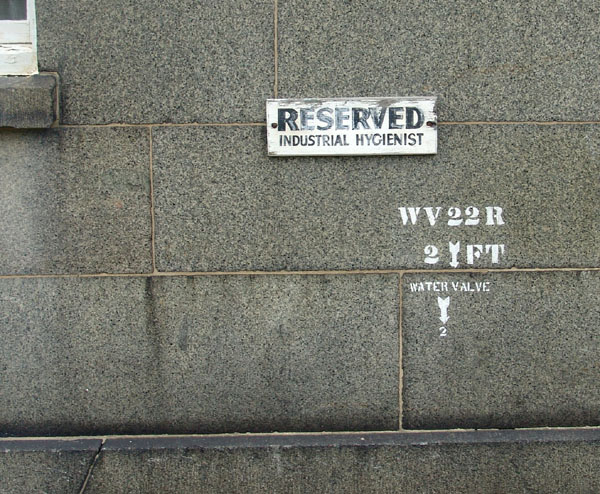 RESERVED
INDUSTRIAL HYGIENIST
WV 22 R
2 FT
WATER VALVE
2